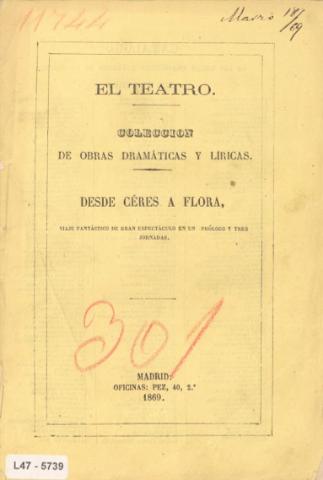 11744
Marzo 18/69
EL TEATRO.
COLECCION
DE OBRAS DRAMÁTICAS Y LÍRICAS.
DESDE CÉRES A FLORA,
VIAJE FANTÁSTICO DE GRAN ESPECTÁCULO EN UN PRÓLOGO Y TRES
JORNADAS.
301
MADRID:
OFICINAS: PEZ, 40, 2.º
1869.
L47 - 5739